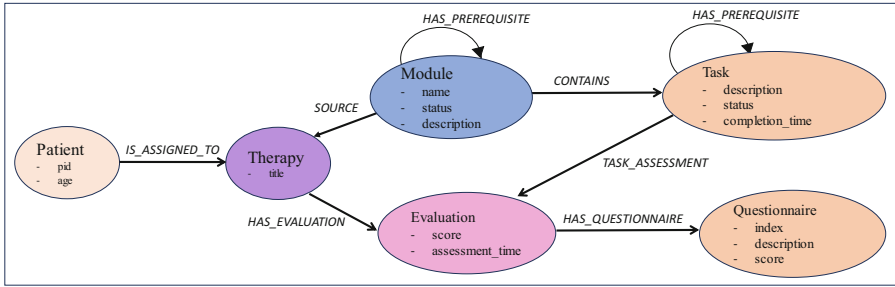 HAS_PREREQUISITE
HAS_PREREQUISITE
Module
- name
- status
- description
CONTAINS
Task
- description
- status
- completion_time
SOURCE
Patient
- pid
- age
IS_ASSIGNED_TO
Therapy
- title
TASK_ASSESSMENT
HAS_EVALUATION
Evaluation
- score
- assessment_time
HAS_QUESTIONNAIRE
Questionnaire
- index
- description
- score